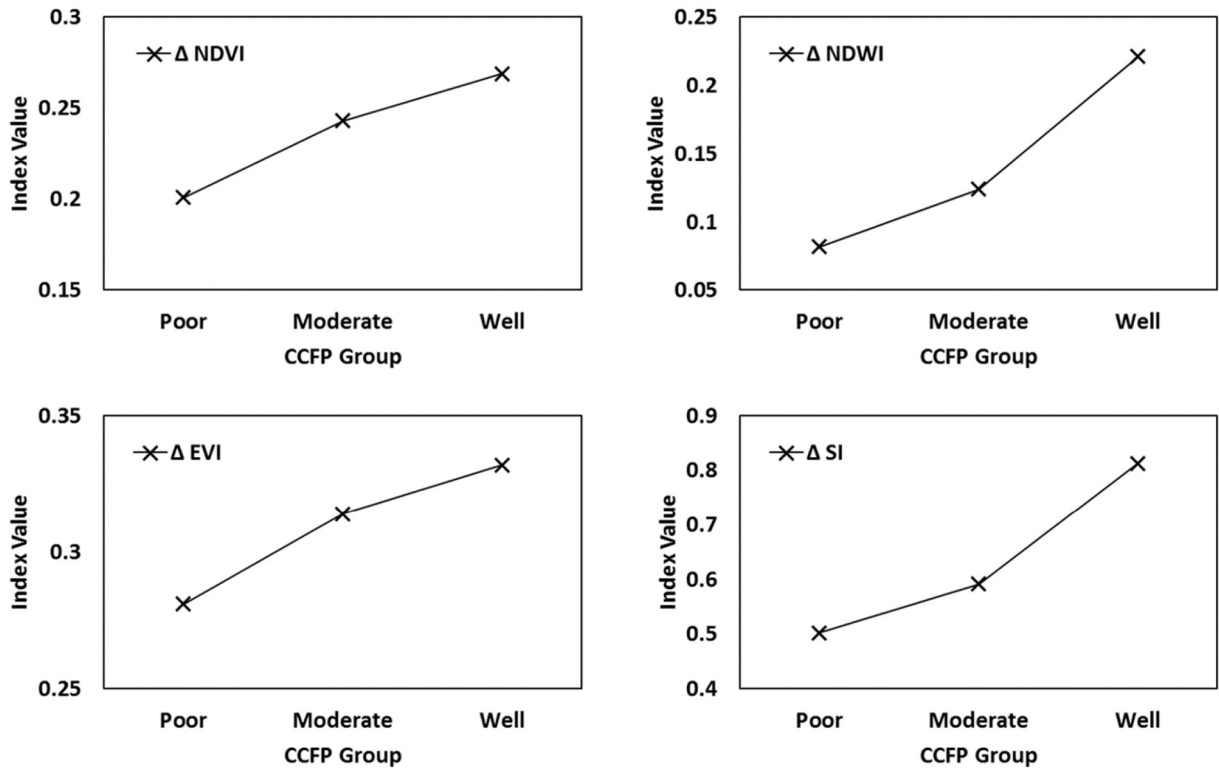 0.3
0.25
0.2
0.15
Index Value
Δ NDVI
Poor Moderate Well
CCFP Group
0.25
0.2
0.15
0.1
0.05
Index Value
Δ NDWI
Poor Moderate Well
CCFP Group
0.35
0.3
0.25
Index Value
Δ EVI
Poor Moderate Well
CCFP Group
0.9
0.8
0.7
0.6
0.5
0.4
Index Value
Δ SI
Poor Moderate Well
CCFP Group